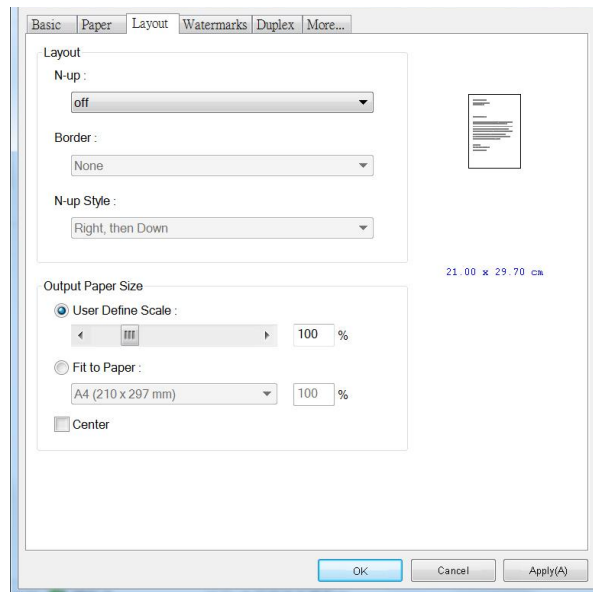 Basic Paper Layout Watermarks Duplex More...
Layout
N-up :
off
Border :
None
N-up Style :
Right, then Down
21.00 x 29.70 cm
Output Paper Size
User Define Scale :
100 %
Fit to Paper :
A4 (210 x 297 mm) 100 %
Center
OK Cancel Apply(A)